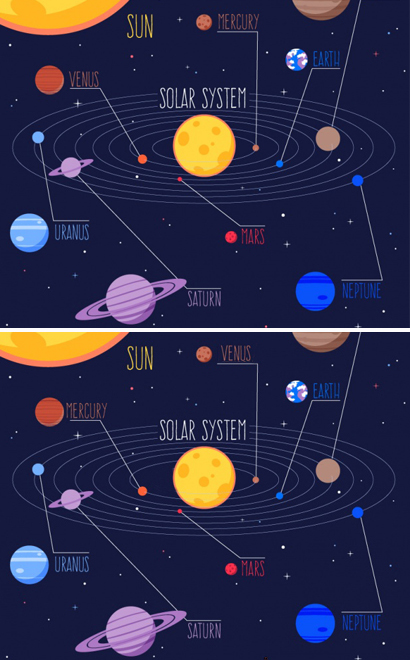 SUN
MERCURY
EARTH
VENUS
SOLAR SYSTEM
URANUS
MARS
SATURN
NEPTUNE
SUN
VENUS
EARTH
MERCURY
SOLAR SYSTEM
URANUS
MARS
SATURN
NEPTUNE